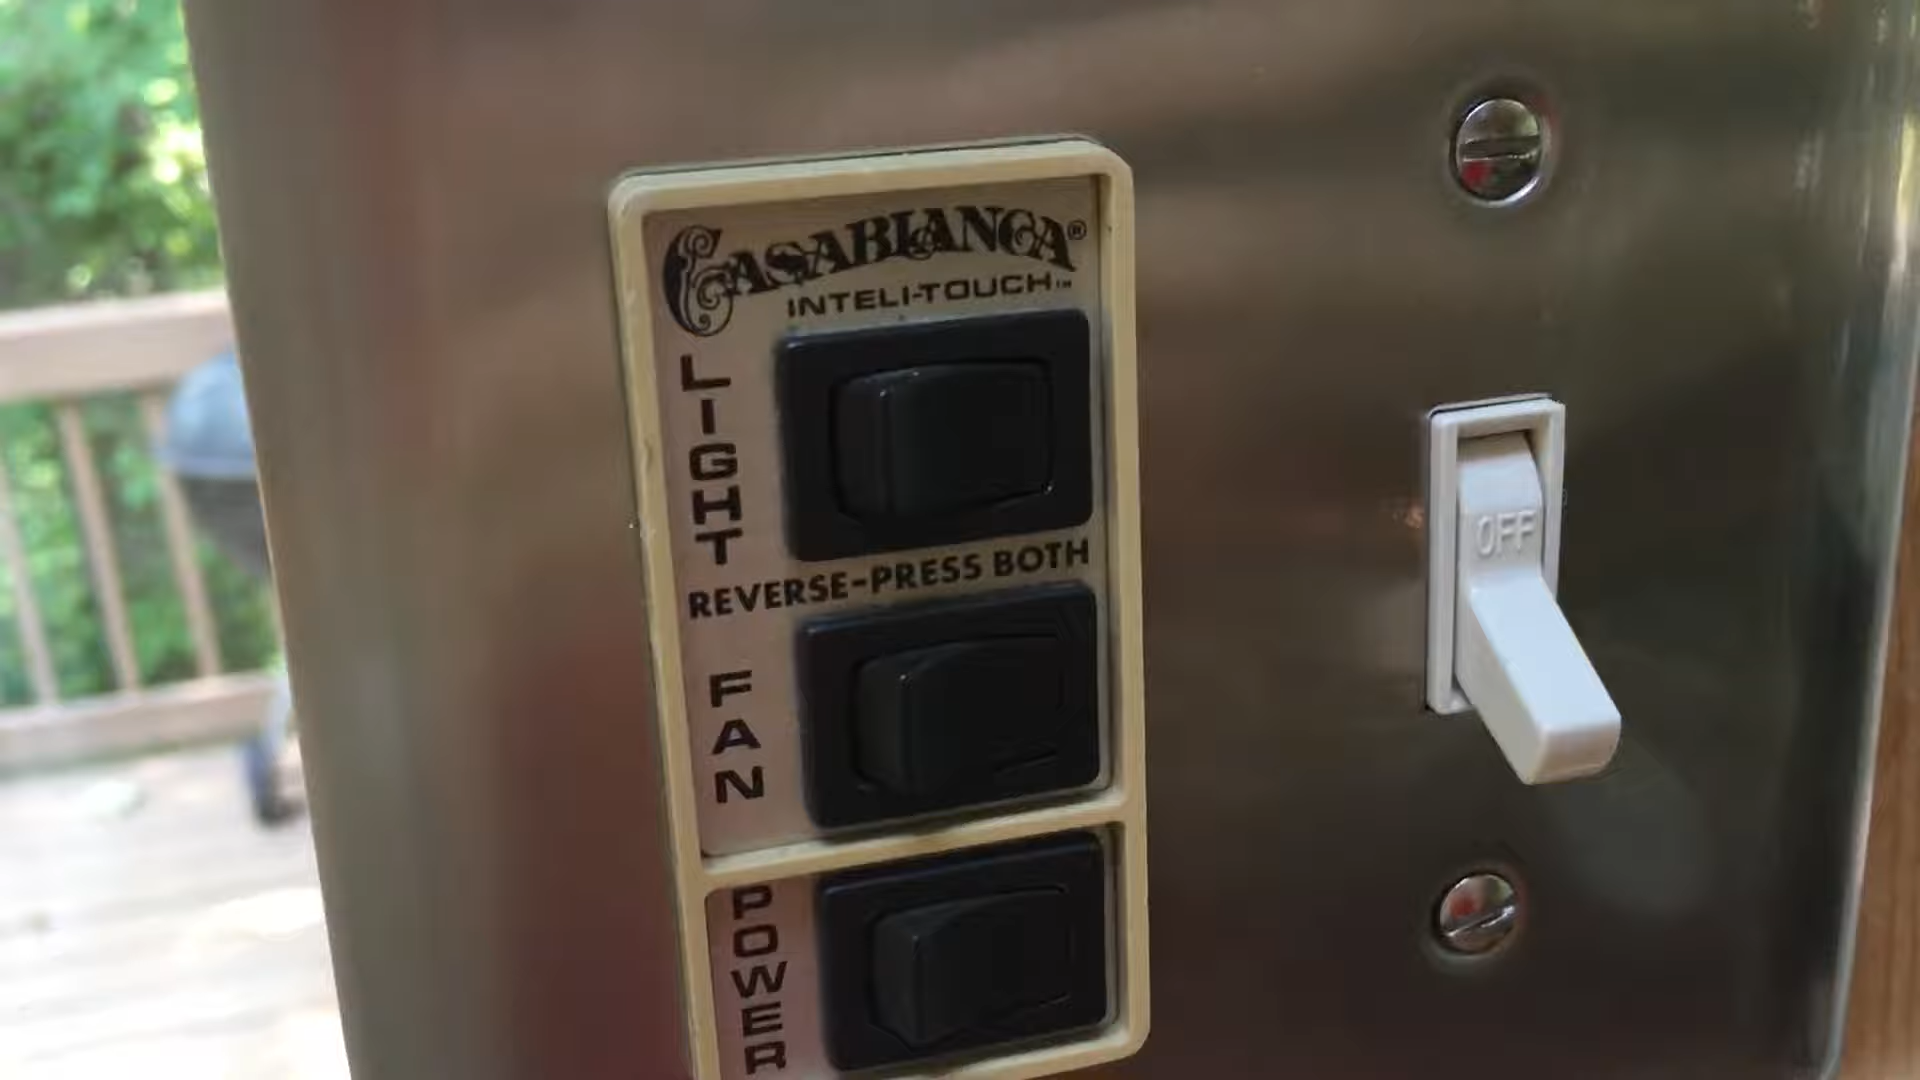 CASABLANCA®
INTELI-TOUCH™
LIGHT
REVERSE-PRESS BOTH
FAN
POWER
OFF